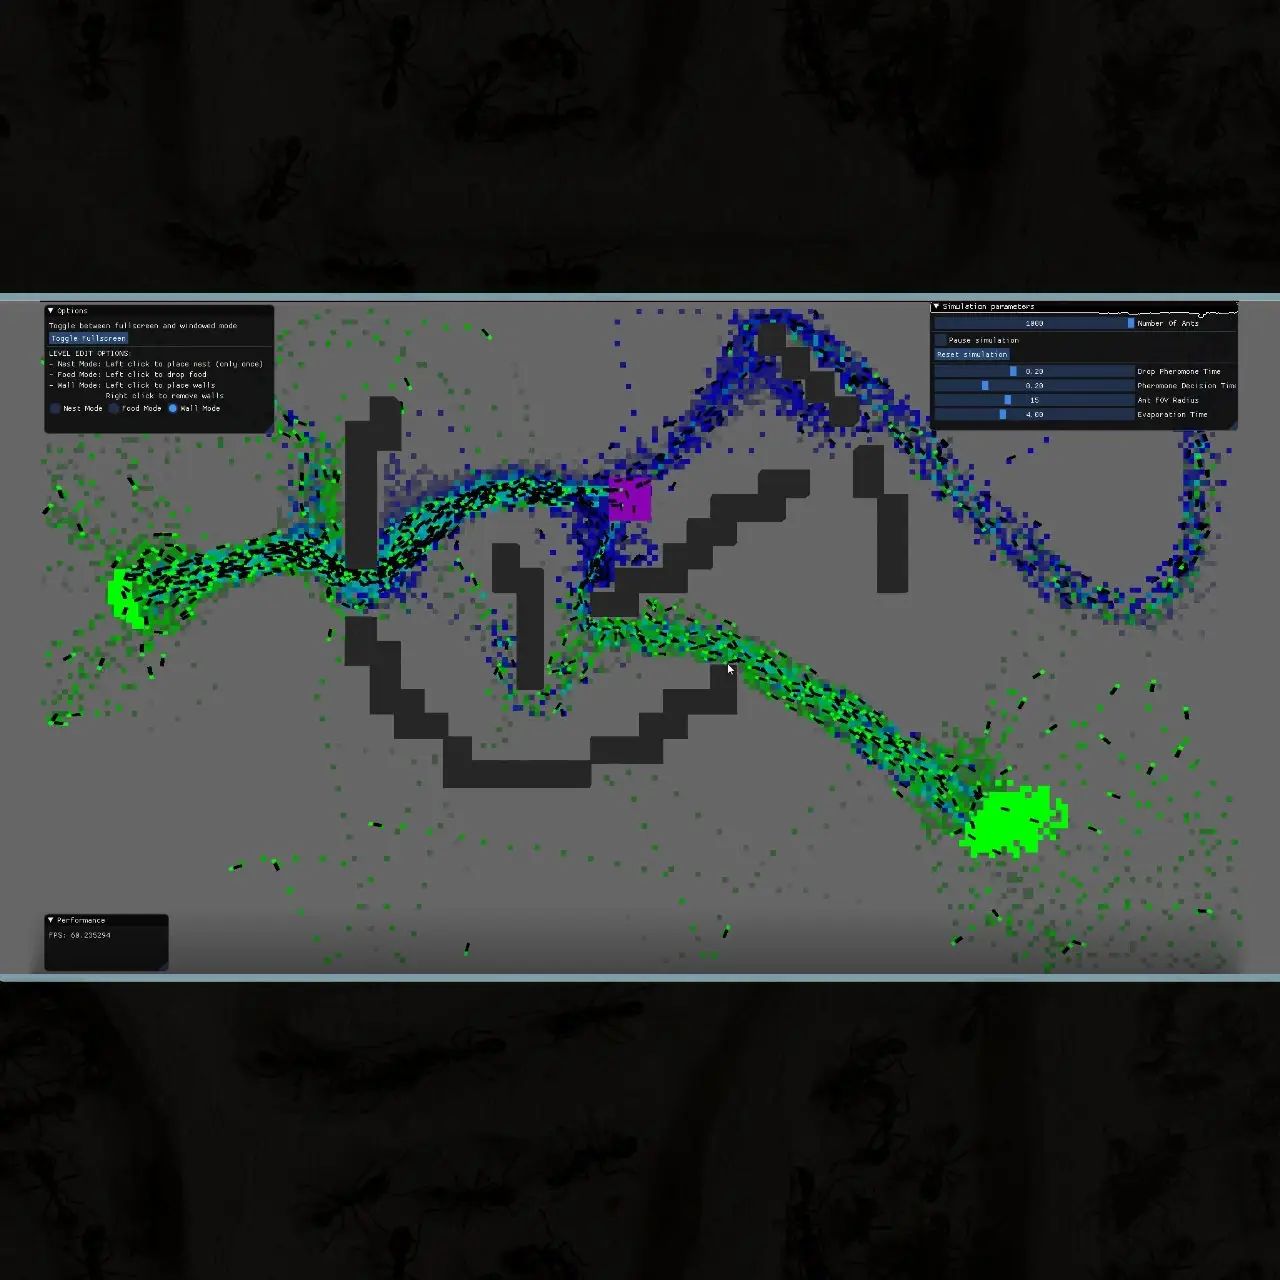 ▼ Options
Toggle between fullscreen and windowed mode
Toggle Fullscreen
LEVEL EDIT OPTIONS:
- Nest Mode: Left click to place nest (only once)
- Food Mode: Left click to drop food
- Wall Mode: Left click to place walls
Right click to remove walls
Nest Mode Food Mode Wall Mode
▼ Simulation parameters
1000 Number Of Ants
Pause simulation
Reset simulation
0.20 Drop Pheromone Time
0.20 Pheromone Decision Time
15 Ant FOV Radius
4.00 Evaporation Time
▼ Performance
FPS: 60.235294